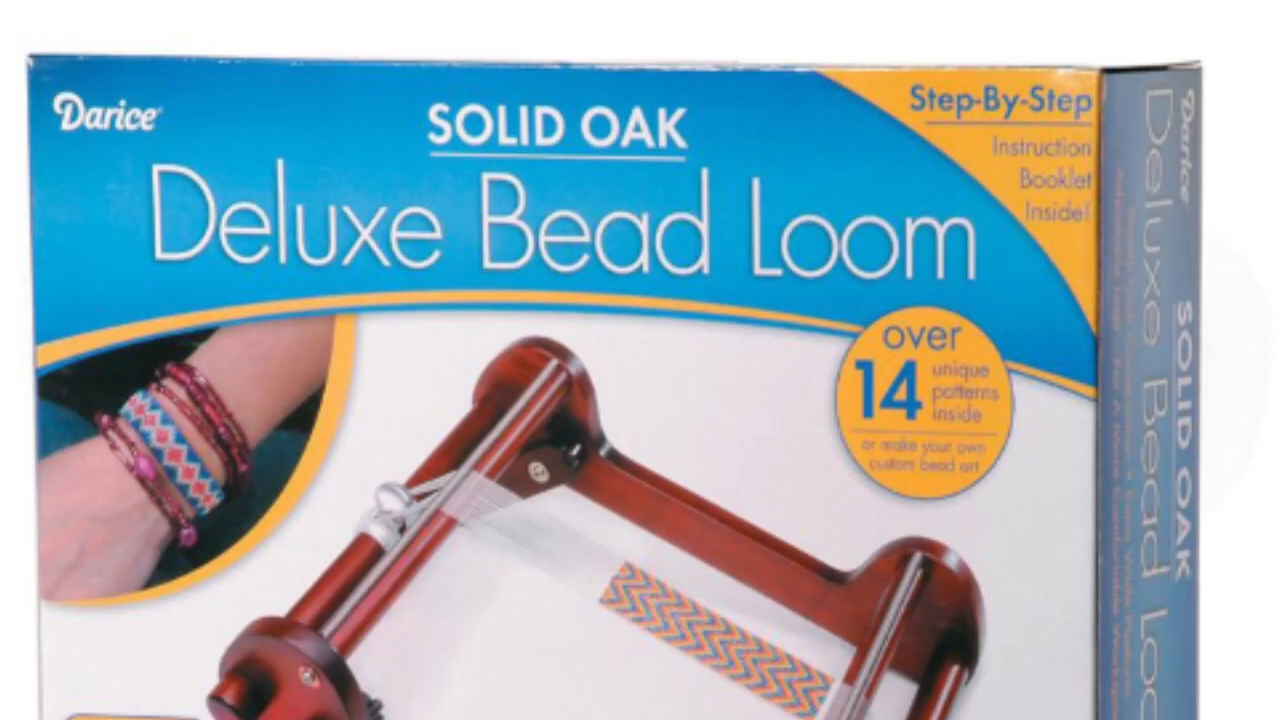 Darice
SOLID OAK
Deluxe Bead Loom
Step-By-Step
Instruction
Booklet
Inside!
over
14 unique
patterns
inside
or make your own
custom bead art
Darice
SOLID OAK
Deluxe Bead Loo